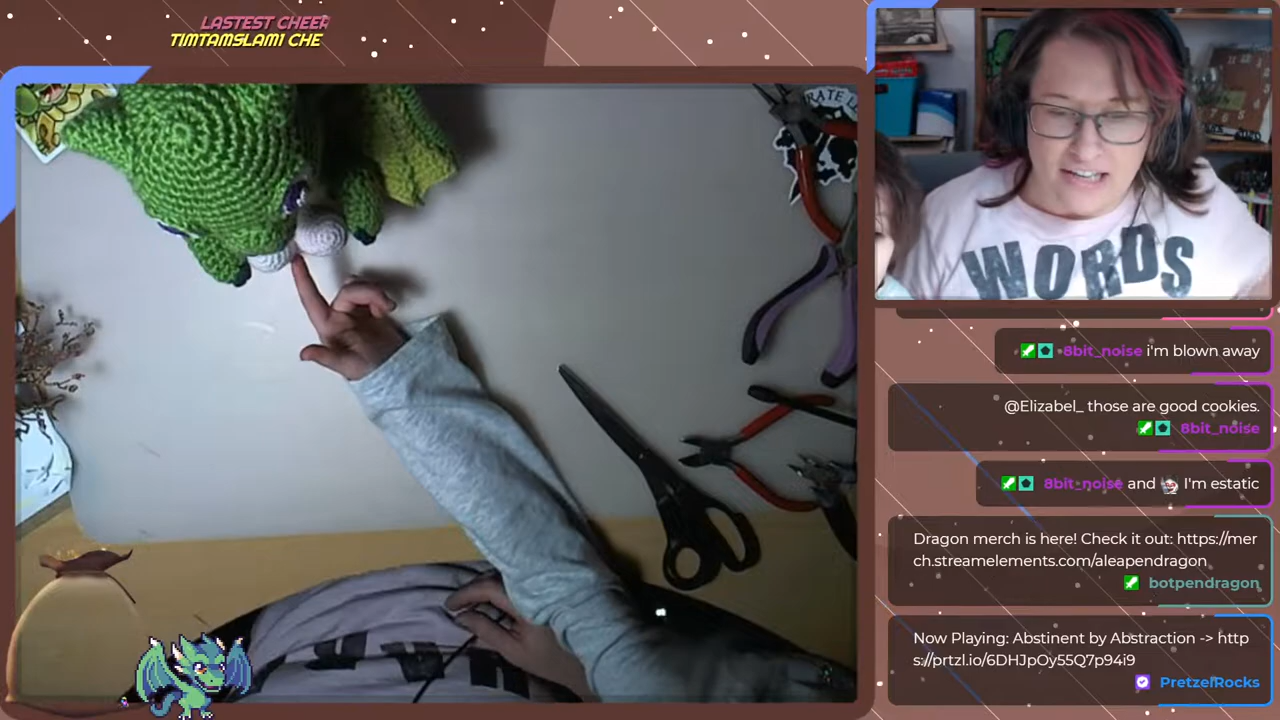 LASTEST CHEER
TIMTAMSLAM1 CHE
RATE L
WORDS
8bit_noise i'm blown away
@Elizabel_ those are good cookies.
8bit_noise
8bit_noise and I'm estatic
Dragon merch is here! Check it out: https://mer
ch.streamelements.com/aleapendragon
botpendragon
Now Playing: Abstinent by Abstraction -> http
s://prtzl.io/6DHJpOy55Q7p94i9
PretzelRocks